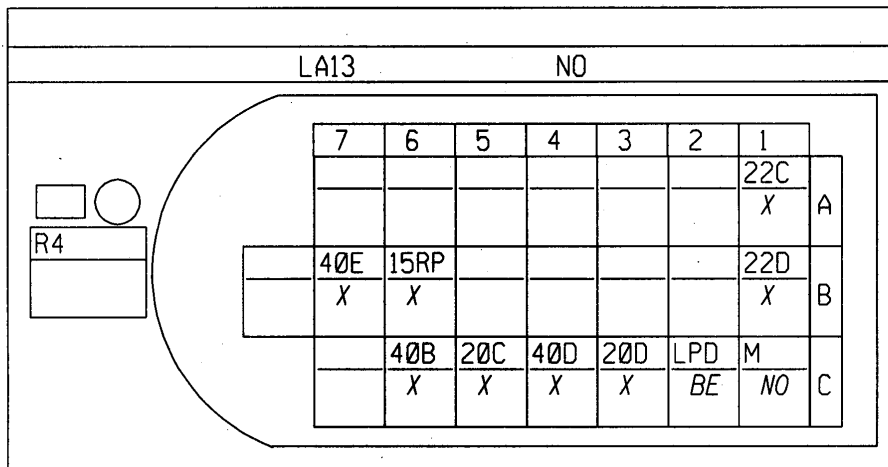 LA13 NO
7 6 5 4 3 2 1
22C
X A
R4
40E 15RP 22D
X X X B
40B 20C 40D 20D LPD M
X X X X BE NO C